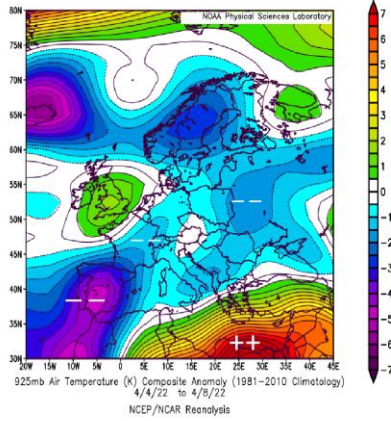 NOAA Physical Sciences Laboratory
80N
75N
70N
65N
60N
55N
50N
45N
40N
35N
30N
20W 15W 10W 5W 0 5E 10E 15E 20E 25E 30E 35E 40E 45E
7
6
5
4
3
2
1
0
-1
-2
-3
-4
-5
-6
-7
-- --
-- --
-- --
++
925mb Air Temperature (K) Composite Anomaly (1981-2010 Climatology)
4/4/22 to 4/8/22
NCEP/NCAR Reanalysis